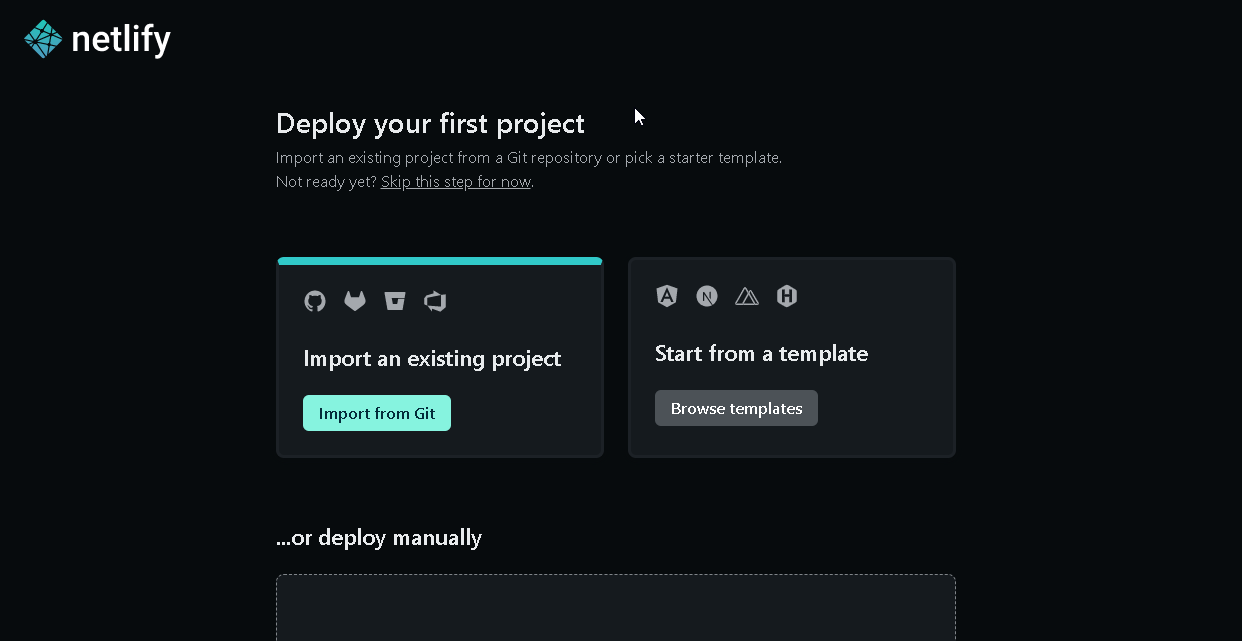 netlify
Deploy your first project
Import an existing project from a Git repository or pick a starter template.
Not ready yet? Skip this step for now.
Import an existing project
Import from Git
Start from a template
Browse templates
...or deploy manually